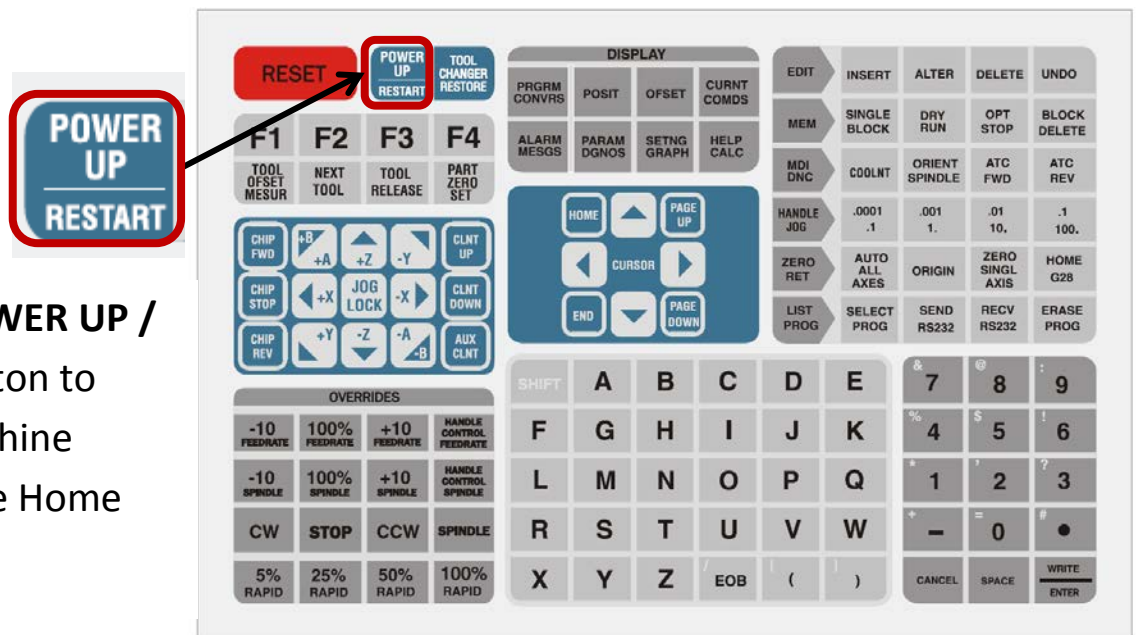 POWER
UP
RESTART
WER UP /
ton to
hine
e Home
RESET
POWER
UP
RESTART
TOOL
CHANGER
RESTORE
F1 F2 F3 F4
TOOL
OFSET
MESUR
NEXT
TOOL
TOOL
RELEASE
PART
ZERO
SET
CHIP
FWD
+B
+A
+Z
-Y
CLNT
UP
CHIP
STOP
+X
JOG
LOCK
-X
CLNT
DOWN
CHIP
REV
+Y
-Z
-A
-B
AUX
CLNT
OVERRIDES
-10
FEEDRATE
100%
FEEDRATE
+10
FEEDRATE
HANDLE
CONTROL
FEEDRATE
-10
SPINDLE
100%
SPINDLE
+10
SPINDLE
HANDLE
CONTROL
SPINDLE
CW STOP CCW SPINDLE
5%
RAPID
25%
RAPID
50%
RAPID
100%
RAPID
DISPLAY
PRGRM
CONVRS
POSIT
OFSET
CURNT
COMDS
ALARM
MESGS
PARAM
DGNOS
SETNG
GRAPH
HELP
CALC
HOME
PAGE
UP
CURSOR
END
PAGE
DOWN
EDIT INSERT ALTER DELETE UNDO
MEM
SINGLE
BLOCK
DRY
RUN
OPT
STOP
BLOCK
DELETE
MDI
DNC
COOLNT
ORIENT
SPINDLE
ATC
FWD
ATC
REV
HANDLE
JOG
.0001
.1
.001
1.
.01
10.
.1
100.
ZERO
RET
AUTO
ALL
AXES
ORIGIN
ZERO
SINGL
AXIS
HOME
G28
LIST
PROG
SELECT
PROG
SEND
RS232
RECV
RS232
ERASE
PROG
SHIFT A B C D E
F G H I J K
L M N O P Q
R S T U V W
X Y Z / EOB [ ( ] )
& 7 @ 8 : 9
% 4 $ 5 ! 6
* 1 , 2 ? 3
+ - = 0 # •
CANCEL SPACE
WRITE
ENTER